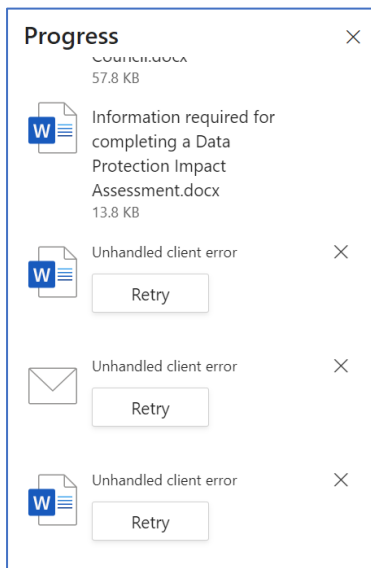 Progress
Council.docx
57.8 KB
Information required for
completing a Data
Protection Impact
Assessment.docx
13.8 KB
W
Unhandled client error
Retry
W
Unhandled client error
Retry
Unhandled client error
Retry
W